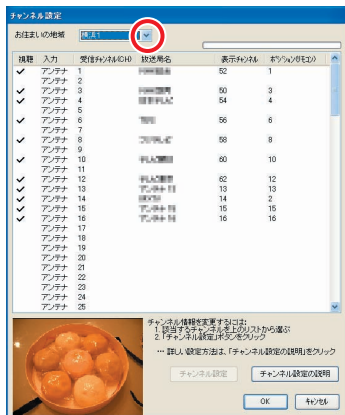 チャンネル設定
お住まいの地域 横浜1
視聴 入力 受信チャンネル(CH) 放送局名 表示チャンネル ポジション(リモコン)
✓ アンテナ 1 52 1
アンテナ 2
✓ アンテナ 3 50 3
✓ アンテナ 4 54 4
アンテナ 5
✓ アンテナ 6 56 6
アンテナ 7
✓ アンテナ 8 58 8
アンテナ 9
✓ アンテナ 10 60 10
アンテナ 11
✓ アンテナ 12 62 12
✓ アンテナ 13 13 13
✓ アンテナ 14 14 2
✓ アンテナ 15 15 15
✓ アンテナ 16 16 16
アンテナ 17
アンテナ 18
アンテナ 19
アンテナ 20
アンテナ 21
アンテナ 22
アンテナ 23
アンテナ 24
アンテナ 25
チャンネル情報を変更するには:
1. 該当するチャンネルを上のリストから選ぶ
2. 「チャンネル設定」ボタンをクリック
… 詳しい設定方法は、「チャンネル設定の説明」をクリック
チャンネル設定 チャンネル設定の説明
OK キャンセル